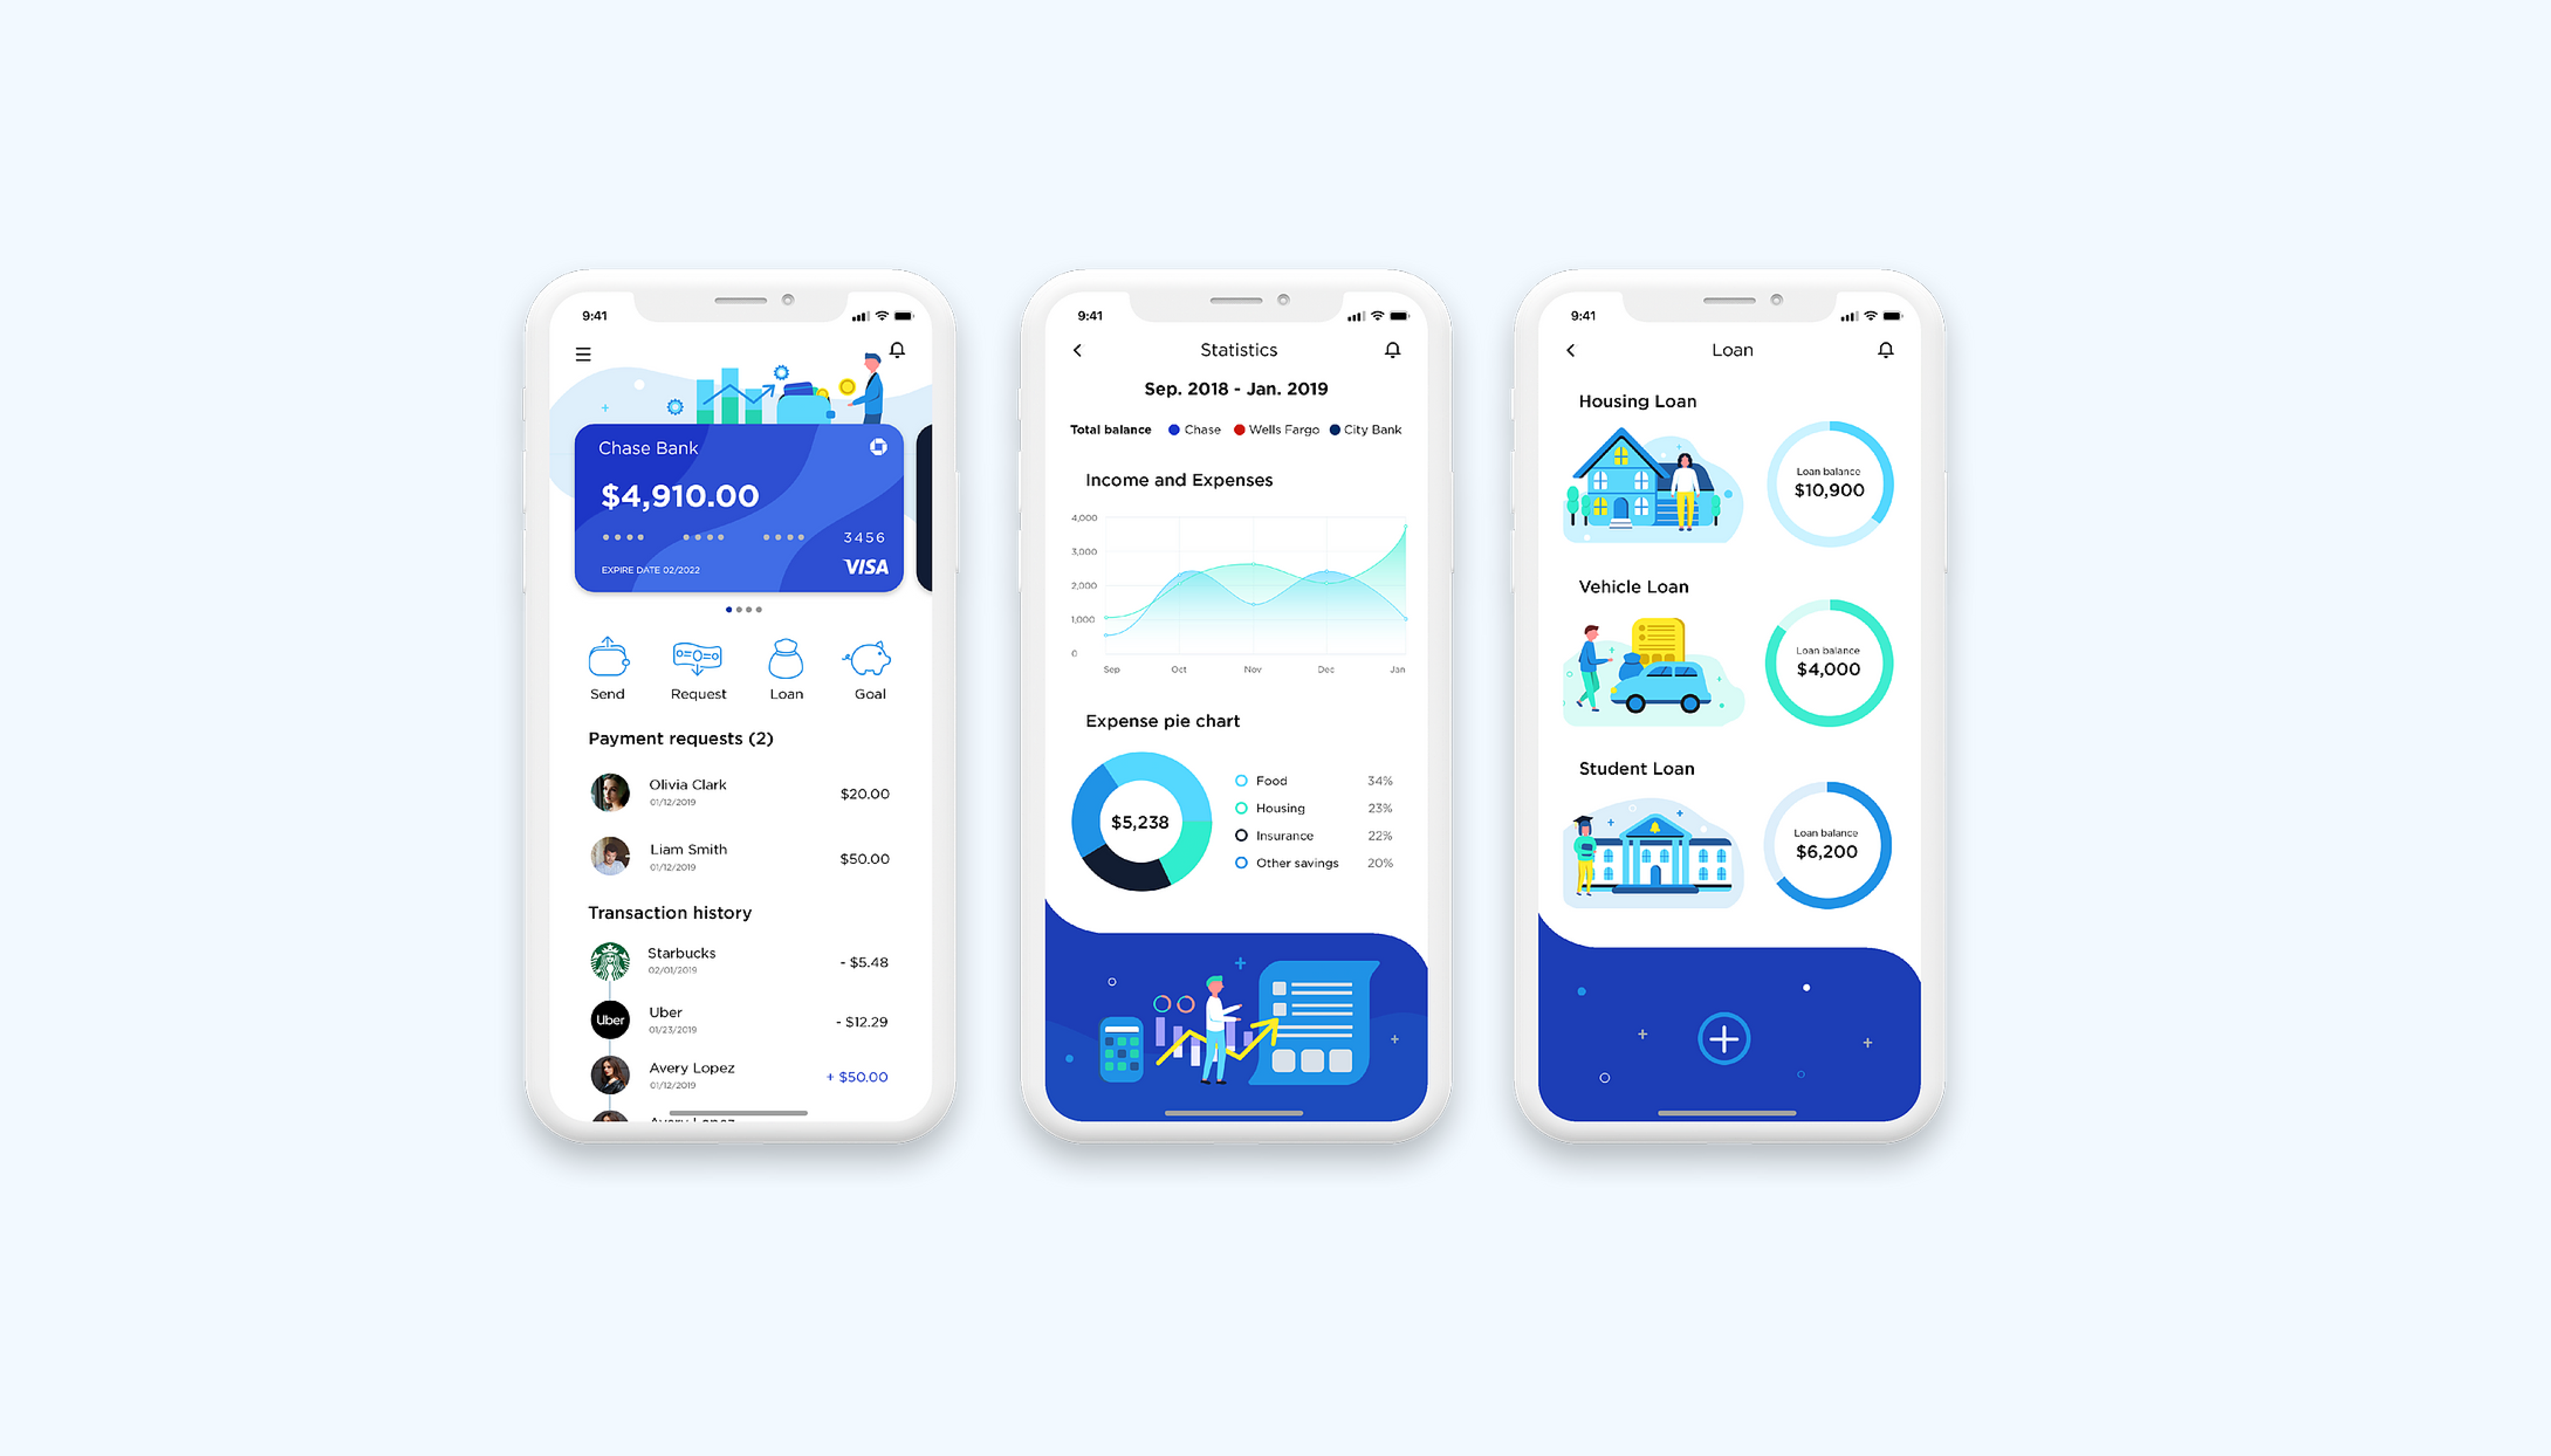 9:41
Chase Bank
$4,910.00
3456
EXPIRE DATE 02/2022
VISA
Send Request Loan Goal
Payment requests (2)
Olivia Clark
$20.00
01/12/2019
Liam Smith
$50.00
01/12/2019
Transaction history
Starbucks
- $5.48
02/01/2019
Uber
Uber
- $12.29
01/23/2019
Avery Lopez
+ $50.00
01/12/2019
Avery Lopez
9:41
Statistics
Sep. 2018 - Jan. 2019
Total balance Chase Wells Fargo City Bank
Income and Expenses
4,000
3,000
2,000
1,000
0
Sep Oct Nov Dec Jan
Expense pie chart
$5,238
Food 34%
Housing 23%
Insurance 22%
Other savings 20%
9:41
Loan
Housing Loan
Loan balance
$10,900
Vehicle Loan
Loan balance
$4,000
Student Loan
Loan balance
$6,200